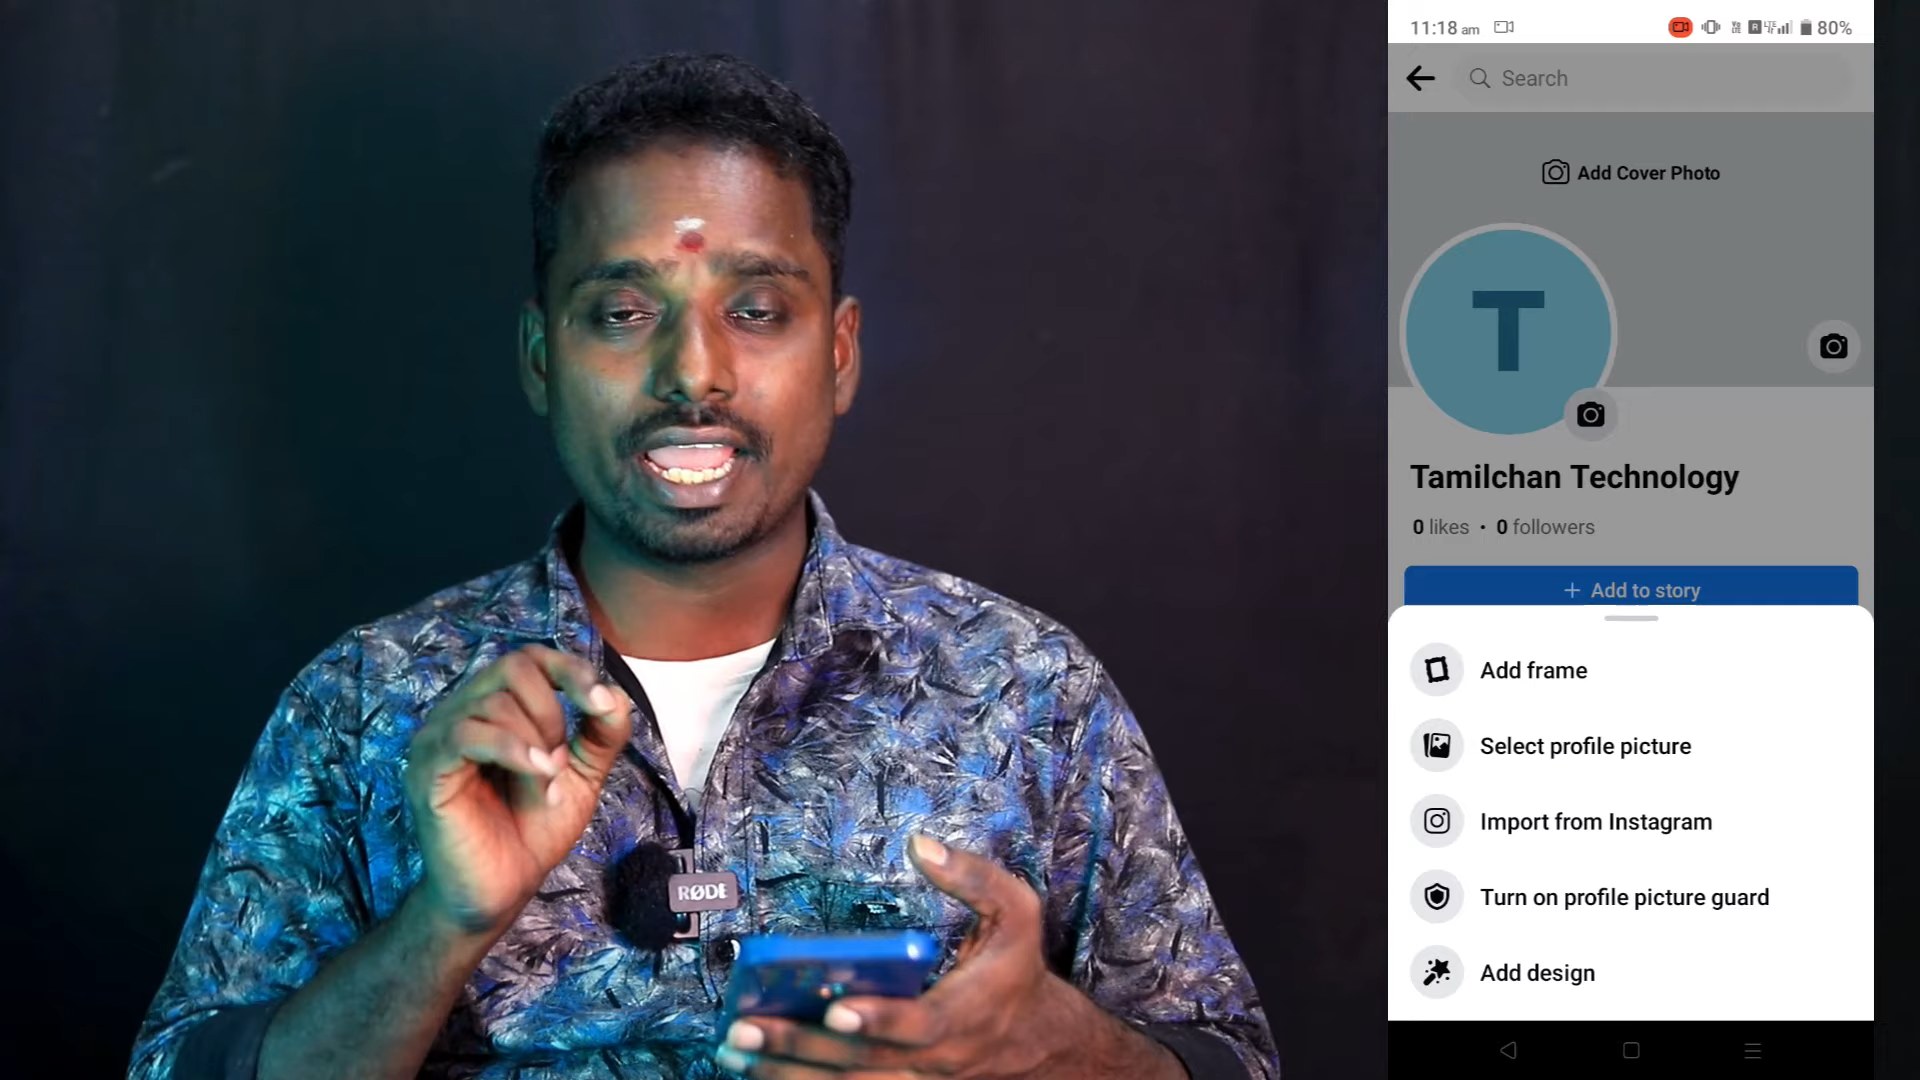 11:18 am
80%
Search
Add Cover Photo
T
Tamilchan Technology
0 likes • 0 followers
+ Add to story
Add frame
Select profile picture
Import from Instagram
Turn on profile picture guard
Add design
RØDE